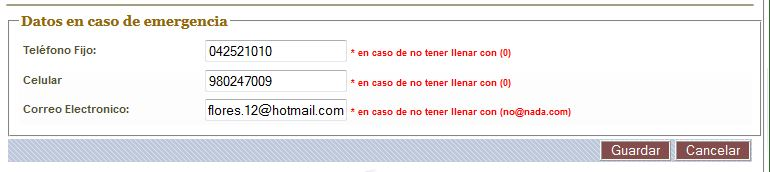 Datos en caso de emergencia
Teléfono Fijo: 042521010 * en caso de no tener llenar con (0)
Celular 980247009 * en caso de no tener llenar con (0)
Correo Electronico: flores.12@hotmail.com * en caso de no tener llenar con (no@nada.com)
Guardar Cancelar